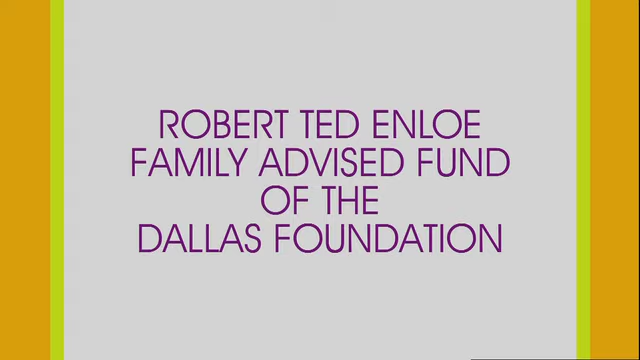 ROBERT TED ENLOE
FAMILY ADVISED FUND
OF THE
DALLAS FOUNDATION